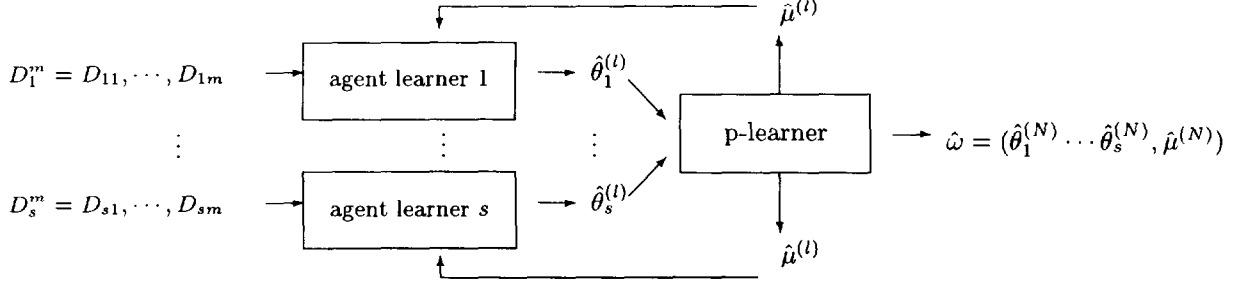 μ̂^(l)
D_1^m = D_11, ···, D_1m → agent learner 1 → θ̂_1^(l)
p-learner → ω̂ = (θ̂_1^(N) ··· θ̂_s^(N), μ̂^(N))
D_s^m = D_s1, ···, D_sm → agent learner s → θ̂_s^(l)
μ̂^(l)